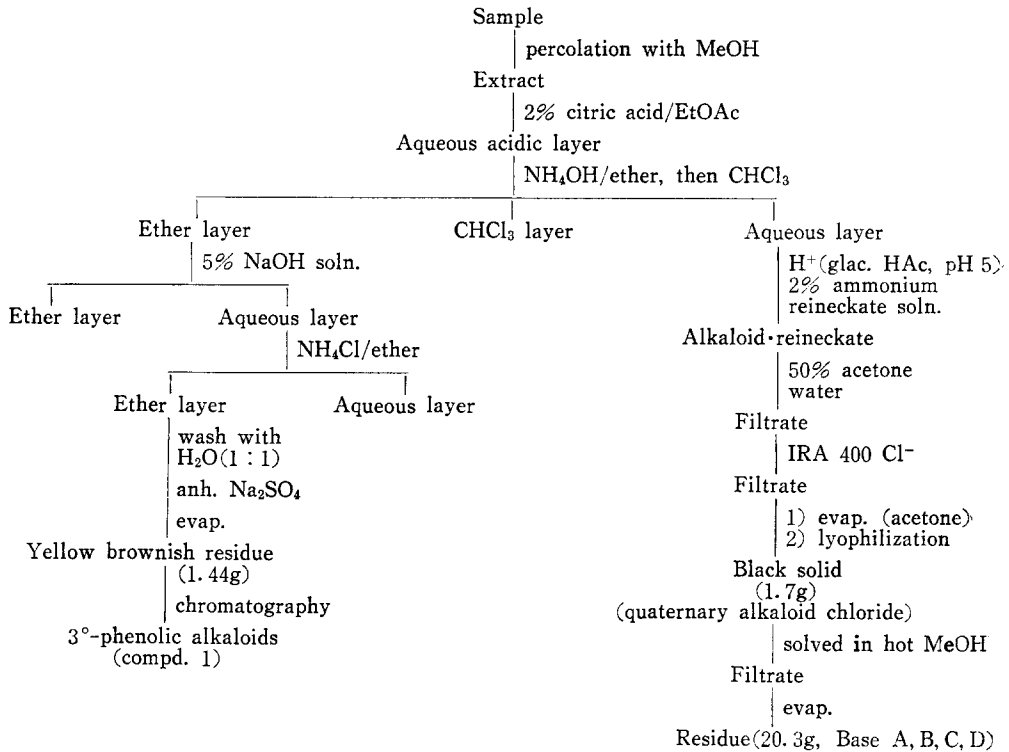 Sample
percolation with MeOH
Extract
2% citric acid/EtOAc
Aqueous acidic layer
NH₄OH/ether, then CHCl₃
Ether layer
CHCl₃ layer
Aqueous layer
5% NaOH soln.
Ether layer
Aqueous layer
NH₄Cl/ether
Ether layer
Aqueous layer
wash with
H₂O(1 : 1)
anh. Na₂SO₄
evap.
Yellow brownish residue
(1.44g)
chromatography
3°-phenolic alkaloids
(compd. 1)
H⁺(glac. HAc, pH 5)
2% ammonium
reineckate soln.
Alkaloid·reineckate
50% acetone
water
Filtrate
IRA 400 Cl⁻
Filtrate
1) evap. (acetone)
2) lyophilization
Black solid
(1.7g)
(quaternary alkaloid chloride)
solved in hot MeOH
Filtrate
evap.
Residue(20.3g, Base A, B, C, D)